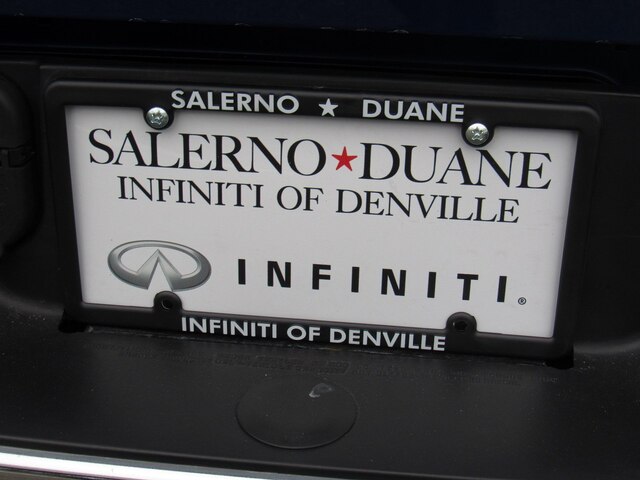 SALERNO ★ DUANE
SALERNO★DUANE
INFINITI OF DENVILLE
INFINITI®
INFINITI OF DENVILLE